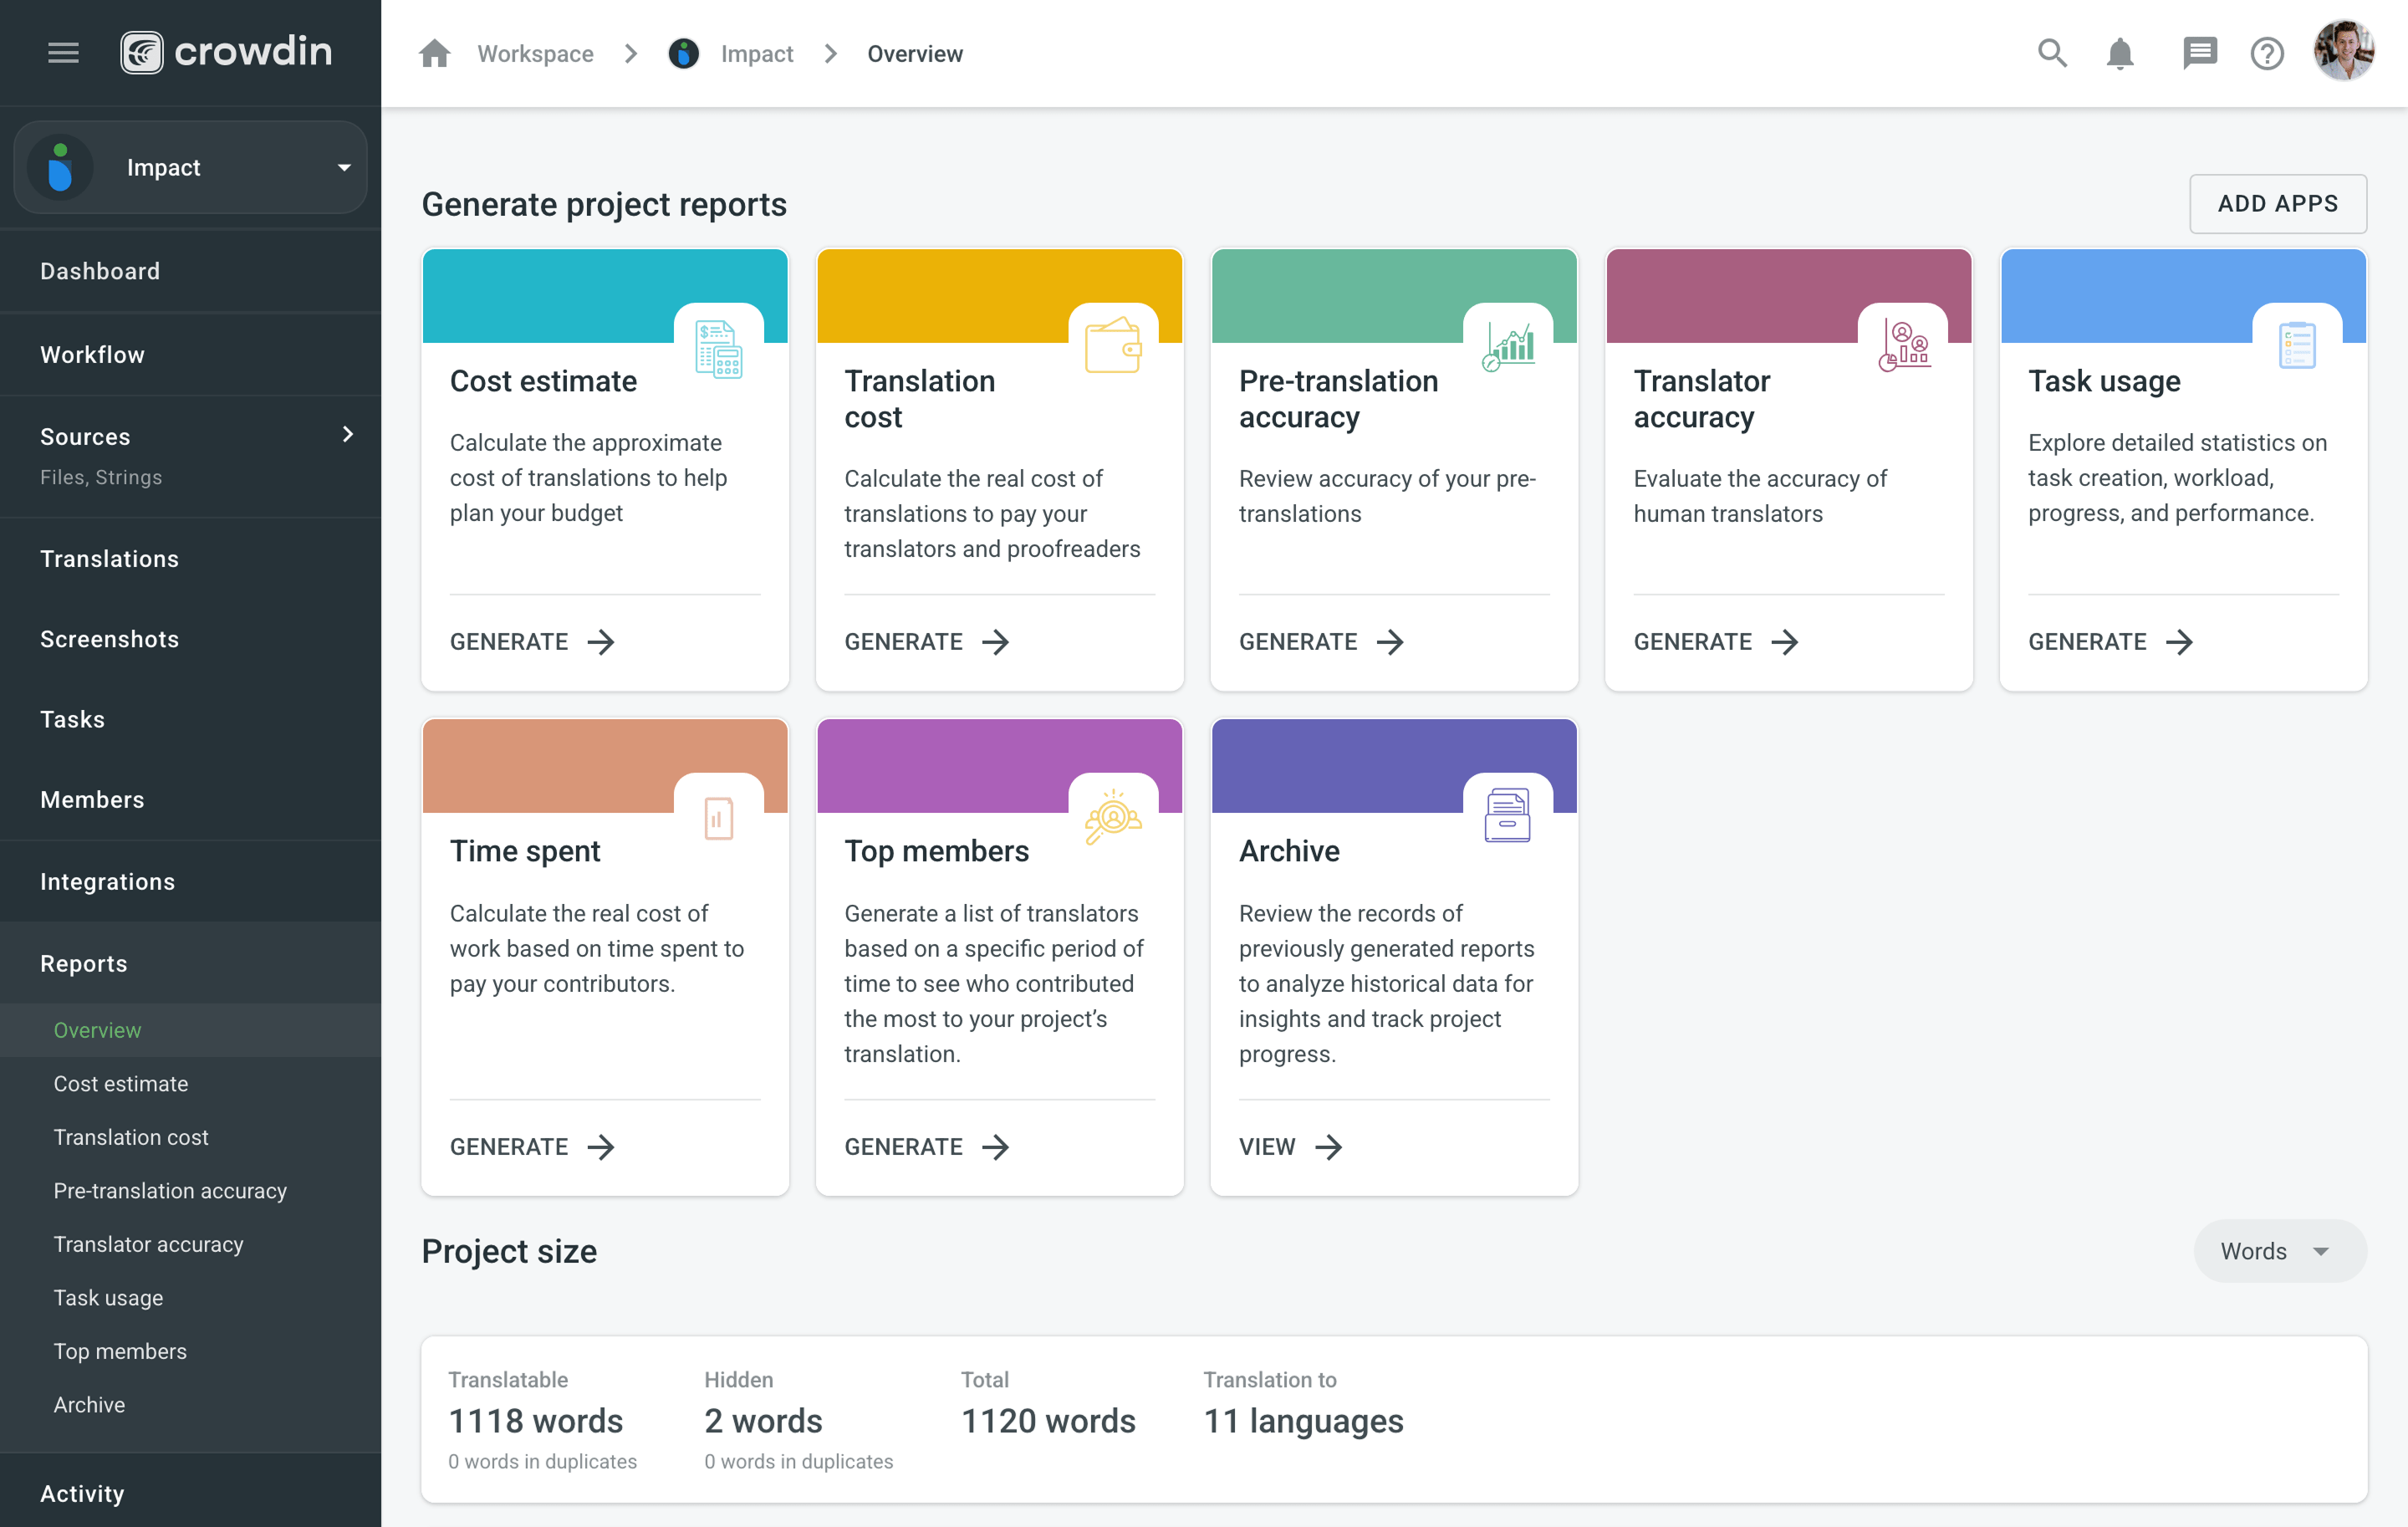 crowdin
Impact
Dashboard
Workflow
Sources
Files, Strings
Translations
Screenshots
Tasks
Members
Integrations
Reports
Overview
Cost estimate
Translation cost
Pre-translation accuracy
Translator accuracy
Task usage
Top members
Archive
Activity
Workspace
Impact
Overview
Generate project reports
ADD APPS
Cost estimate
Calculate the approximate
cost of translations to help
plan your budget
GENERATE
Translation
cost
Calculate the real cost of
translations to pay your
translators and proofreaders
GENERATE
Pre-translation
accuracy
Review accuracy of your pre-
translations
GENERATE
Translator
accuracy
Evaluate the accuracy of
human translators
GENERATE
Task usage
Explore detailed statistics on
task creation, workload,
progress, and performance.
GENERATE
Time spent
Calculate the real cost of
work based on time spent to
pay your contributors.
GENERATE
Top members
Generate a list of translators
based on a specific period of
time to see who contributed
the most to your project’s
translation.
GENERATE
Archive
Review the records of
previously generated reports
to analyze historical data for
insights and track project
progress.
VIEW
Project size
Words
Translatable
1118 words
0 words in duplicates
Hidden
2 words
0 words in duplicates
Total
1120 words
Translation to
11 languages